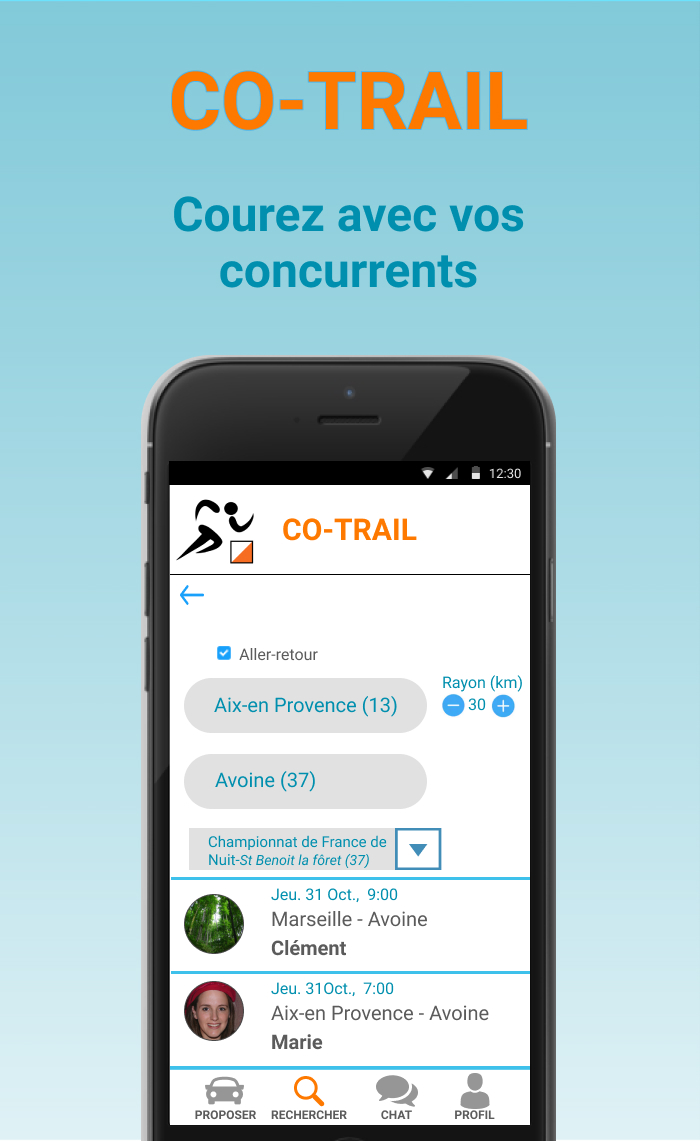 CO-TRAIL
Courez avec vos
concurrents
12:30
CO-TRAIL
Aller-retour
Rayon (km)
Aix-en Provence (13)
30
Avoine (37)
Championnat de France de
Nuit-St Benoit la fôret (37)
Jeu. 31 Oct., 9:00
Marseille - Avoine
Clément
Jeu. 31Oct., 7:00
Aix-en Provence - Avoine
Marie
PROPOSER RECHERCHER CHAT PROFIL